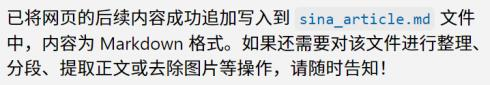 已将网页的后续内容成功追加写入到 sina_article.md 文件
中，内容为 Markdown 格式。如果还需要对该文件进行整理、
分段、提取正文或去除图片等操作，请随时告知！